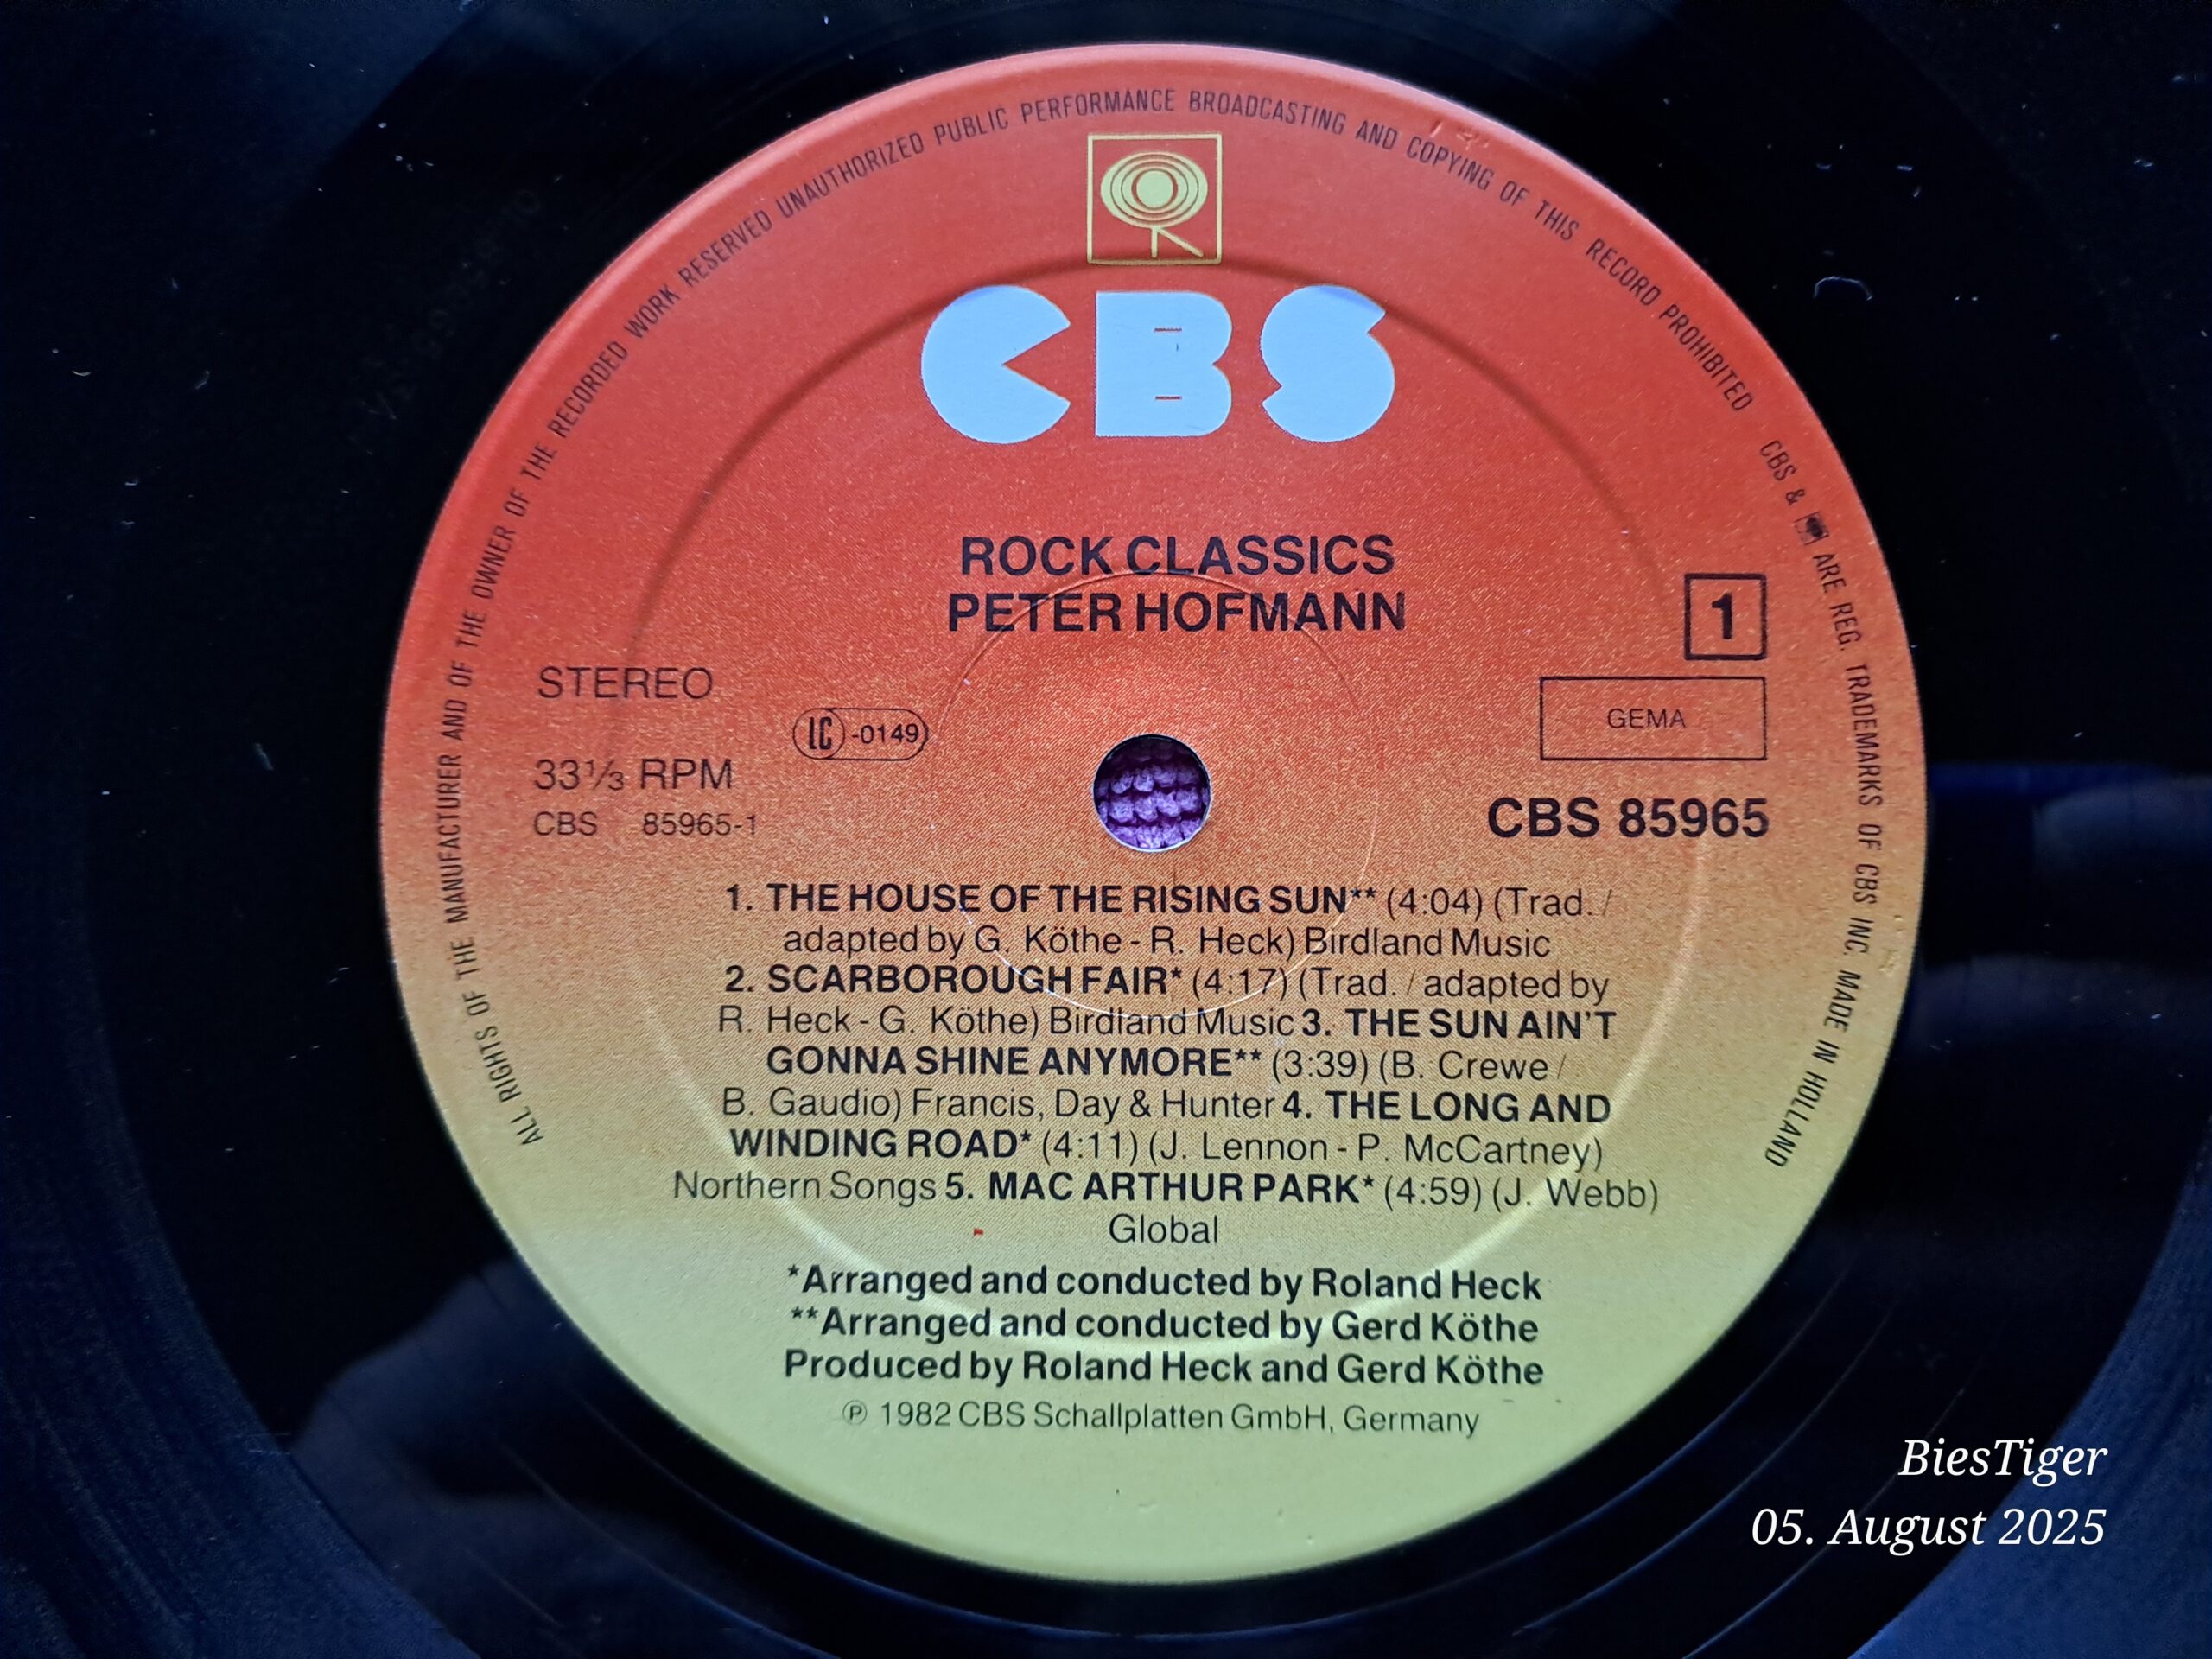 ALL RIGHTS OF THE MANUFACTURER AND OF THE OWNER OF THE RECORDED WORK RESERVED UNAUTHORIZED PUBLIC PERFORMANCE BROADCASTING AND COPYING OF THIS RECORD PROHIBITED CBS & ARE REG. TRADEMARKS OF CBS INC. MADE IN HOLLAND
CBS
ROCK CLASSICS
PETER HOFMANN
1
STEREO
LC-0149
GEMA
33⅓ RPM
CBS 85965-1
CBS 85965
1. THE HOUSE OF THE RISING SUN** (4:04) (Trad. /
adapted by G. Köthe - R. Heck) Birdland Music
2. SCARBOROUGH FAIR* (4:17) (Trad. / adapted by
R. Heck - G. Köthe) Birdland Music 3. THE SUN AIN'T
GONNA SHINE ANYMORE** (3:39) (B. Crewe /
B. Gaudio) Francis, Day & Hunter 4. THE LONG AND
WINDING ROAD* (4:11) (J. Lennon - P. McCartney)
Northern Songs 5. MAC ARTHUR PARK* (4:59) (J. Webb)
Global
*Arranged and conducted by Roland Heck
**Arranged and conducted by Gerd Köthe
Produced by Roland Heck and Gerd Köthe
℗ 1982 CBS Schallplatten GmbH, Germany
BiesTiger
05. August 2025